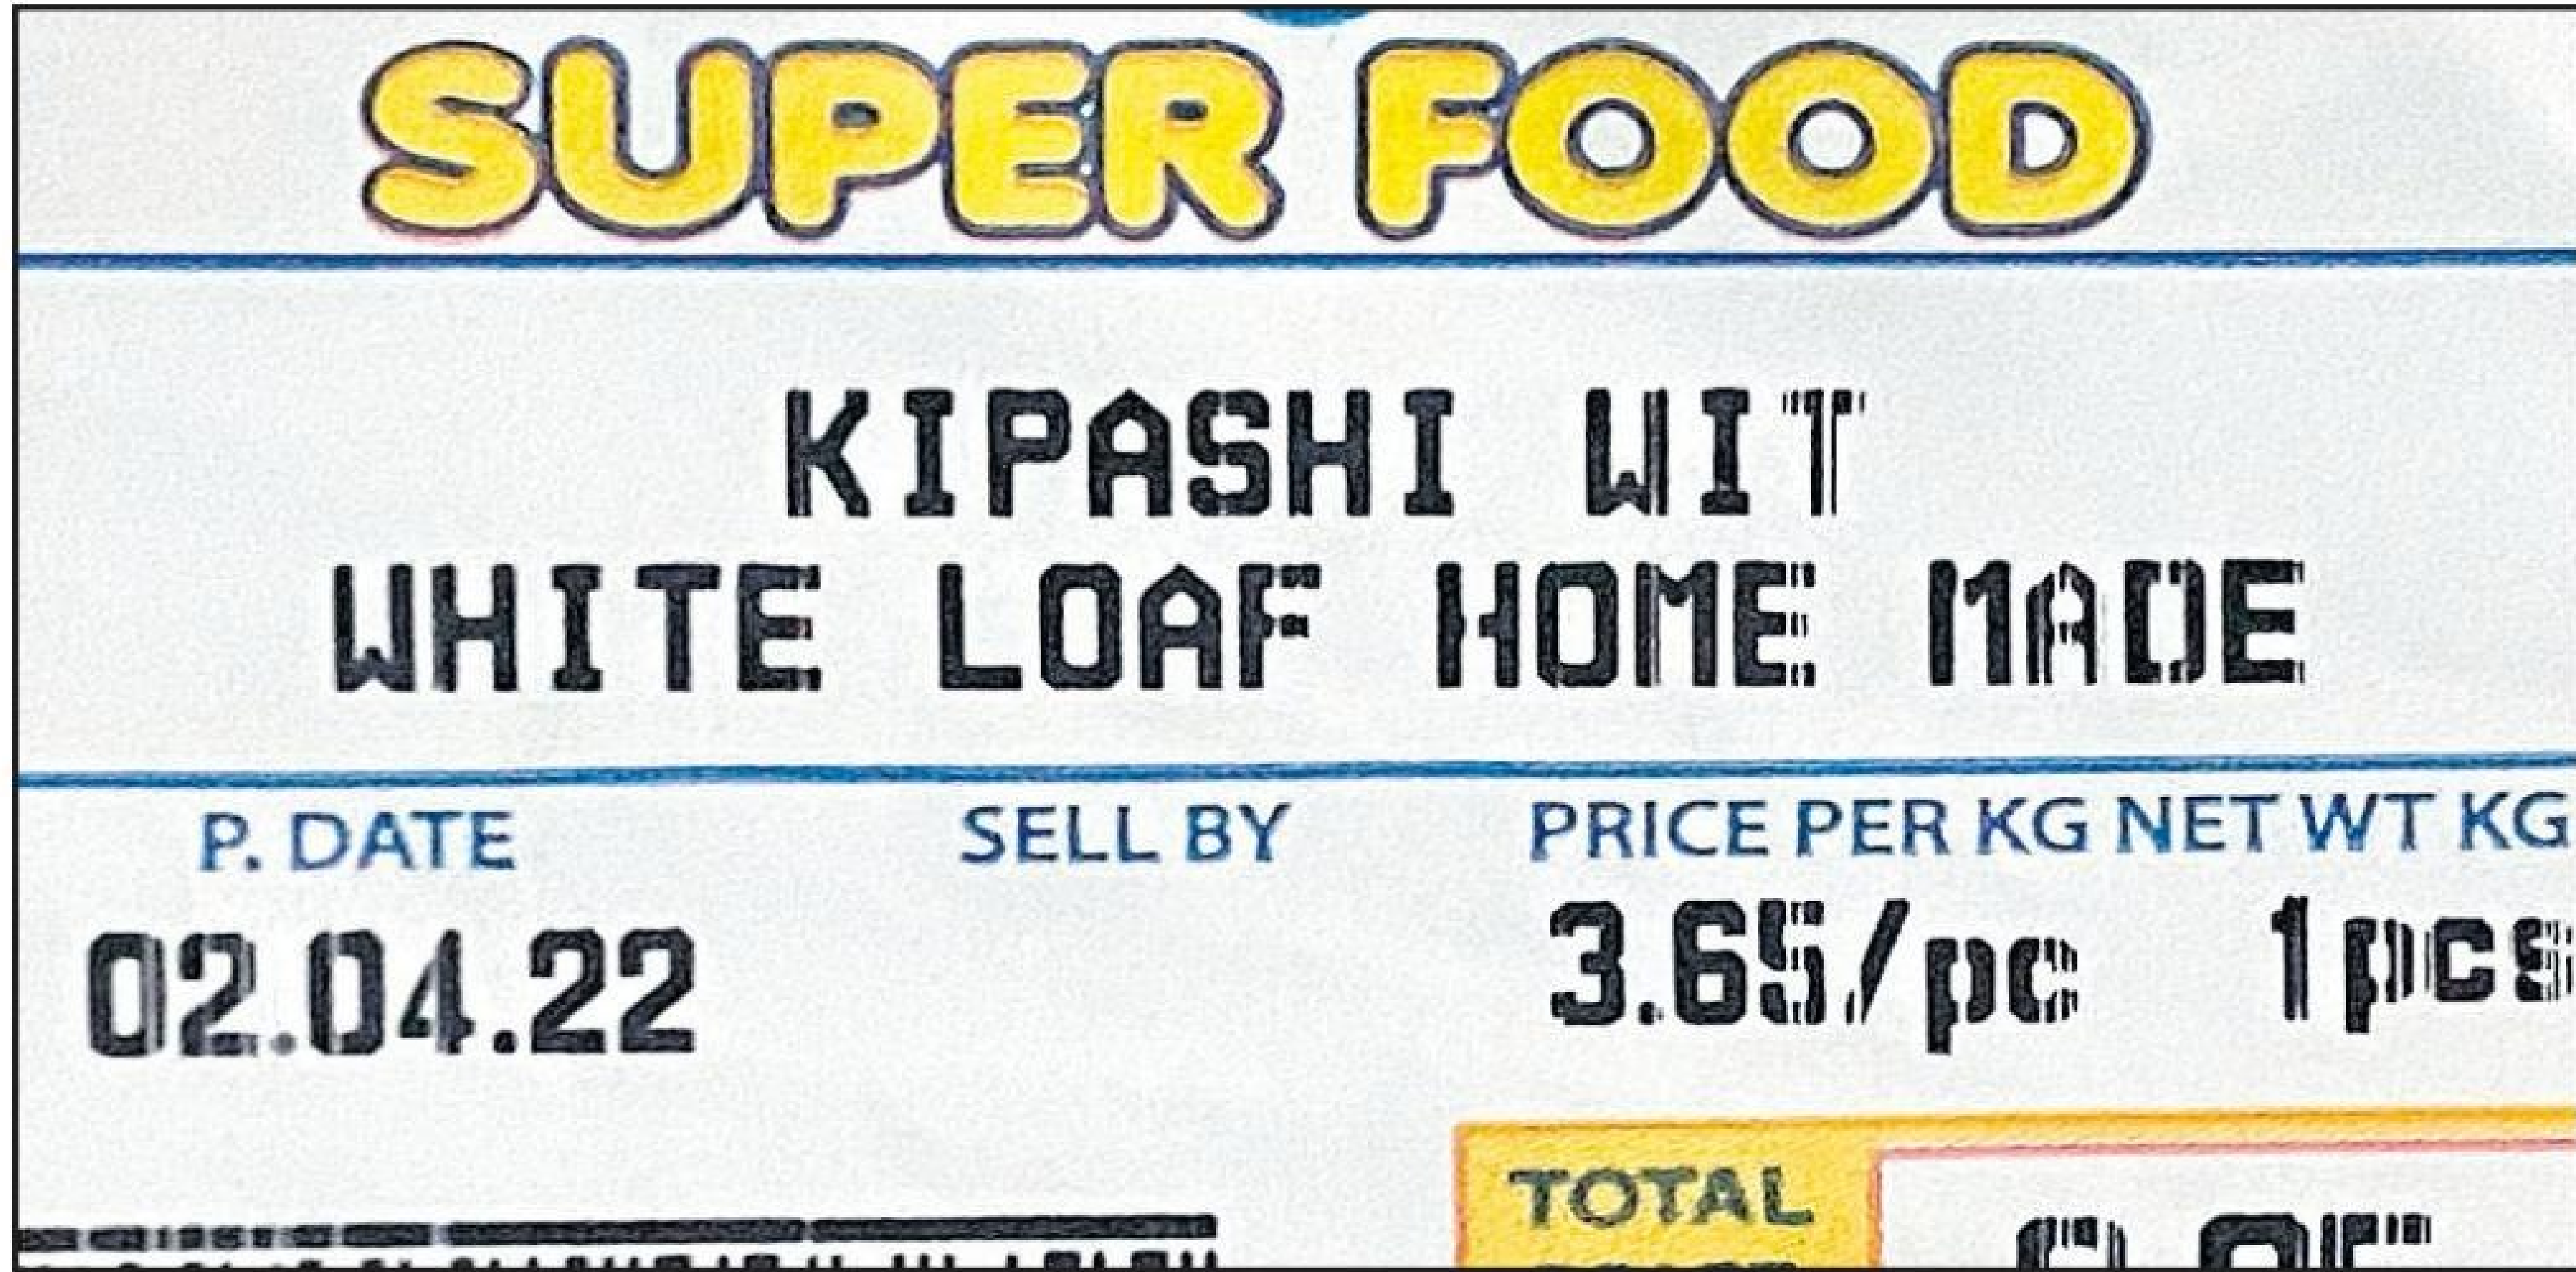 SUPER FOOD
KIPASHI WIT
WHITE LOAF HOME MADE
P. DATE SELL BY PRICE PER KG NET WT KG
02.04.22 3.65/pc 1pcs
TOTAL